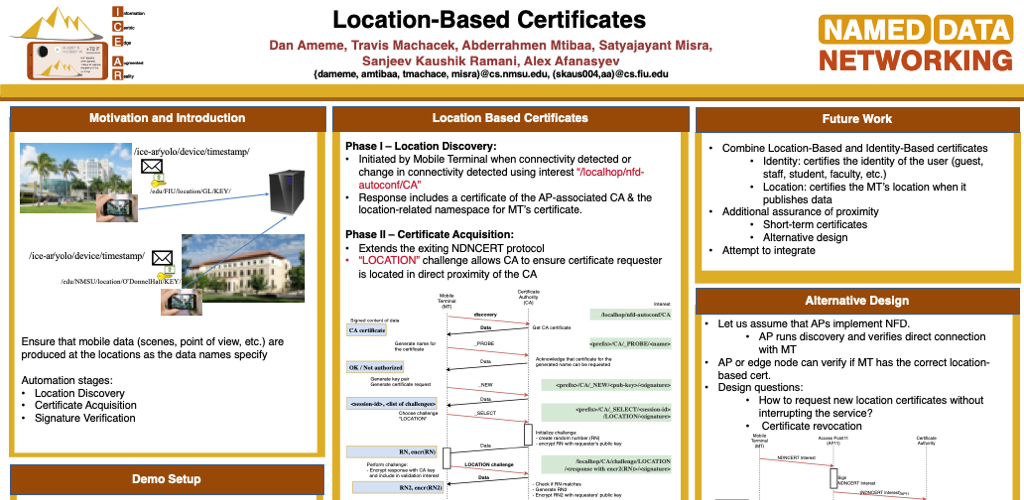 Information
Centric
Edge
Augmented
Reality
Location-Based Certificates
Dan Ameme, Travis Machacek, Abderrahmen Mtibaa, Satyajayant Misra,
Sanjeev Kaushik Ramani, Alex Afanasyev
{dameme, amtibaa, tmachace, misra)@cs.nmsu.edu, (skaus004,aa)@cs.fiu.edu
NAMED DATA
NETWORKING
Motivation and Introduction
/ice-ar/yolo/device/timestamp/
/edu/FIU/location/GL/KEY/
/ice-ar/yolo/device/timestamp/
/edu/NMSU/location/O'DonnelHall/KEY/
Ensure that mobile data (scenes, point of view, etc.) are
produced at the locations as the data names specify
Automation stages:
• Location Discovery
• Certificate Acquisition
• Signature Verification
Demo Setup
Location Based Certificates
Phase I – Location Discovery:
• Initiated by Mobile Terminal when connectivity detected or
change in connectivity detected using interest "/localhop/nfd-
autoconf/CA"
• Response includes a certificate of the AP-associated CA & the
location-related namespace for MT's certificate.
Phase II – Certificate Acquisition:
• Extends the exiting NDNCERT protocol
• "LOCATION" challenge allows CA to ensure certificate requester
is located in direct proximity of the CA
Mobile
Terminal
(MT)
Certificate
Authority
(CA)
Interest
discovery
/localhop/nfd-autoconf/CA
Signed content of data
CA certificate
Data
Get CA certificate
Generate name for
the certificate
_PROBE
<prefix>/CA/_PROBE/<name>
OK / Not authorized
Data
Acknowledge that certificate for the
generated name can be requested
Generate key pair
Generate certificate request
_NEW
<prefix>/CA/_NEW/<pub-key>/<signature>
<session-id>, <list of challenges>
Data
Choose challenge
"LOCATION"
_SELECT
<prefix>/CA/_SELECT/<session-id>
/LOCATION/<signature>
Initialize challenge:
- create random number (RN)
- encrypt RN with requester's public key
RN, encr(RN)
Data
Perform challenge:
- Encrypt response with CA key
and include in validation interest
LOCATION challenge
/localhop/CA/challenge/LOCATION
/<response with encr2(RN)>/<signature>
RN2, encr(RN2)
Data
- Check if RN matches
- Generate RN2
- Encrypt RN2 with requesters' public key
Future Work
• Combine Location-Based and Identity-Based certificates
• Identity: certifies the identity of the user (guest,
staff, student, faculty, etc.)
• Location: certifies the MT's location when it
publishes data
• Additional assurance of proximity
• Short-term certificates
• Alternative design
• Attempt to integrate
Alternative Design
• Let us assume that APs implement NFD.
• AP runs discovery and verifies direct connection
with MT
• AP or edge node can verify if MT has the correct location-
based cert.
• Design questions:
• How to request new location certificates without
interrupting the service?
• Certificate revocation
Mobile
Terminal
(MT)
Access Point11
(AP11)
Certificate
Authority
NDNCERT Interest
Sign
NDNCERT Interest